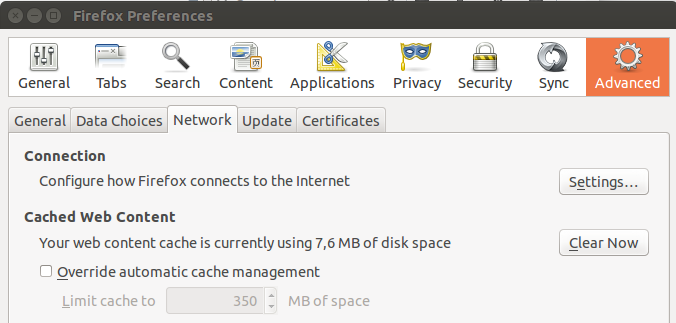 Firefox Preferences
General Tabs Search Content Applications Privacy Security Sync Advanced
General Data Choices Network Update Certificates
Connection
Configure how Firefox connects to the Internet Settings...
Cached Web Content
Your web content cache is currently using 7,6 MB of disk space Clear Now
Override automatic cache management
Limit cache to 350 MB of space